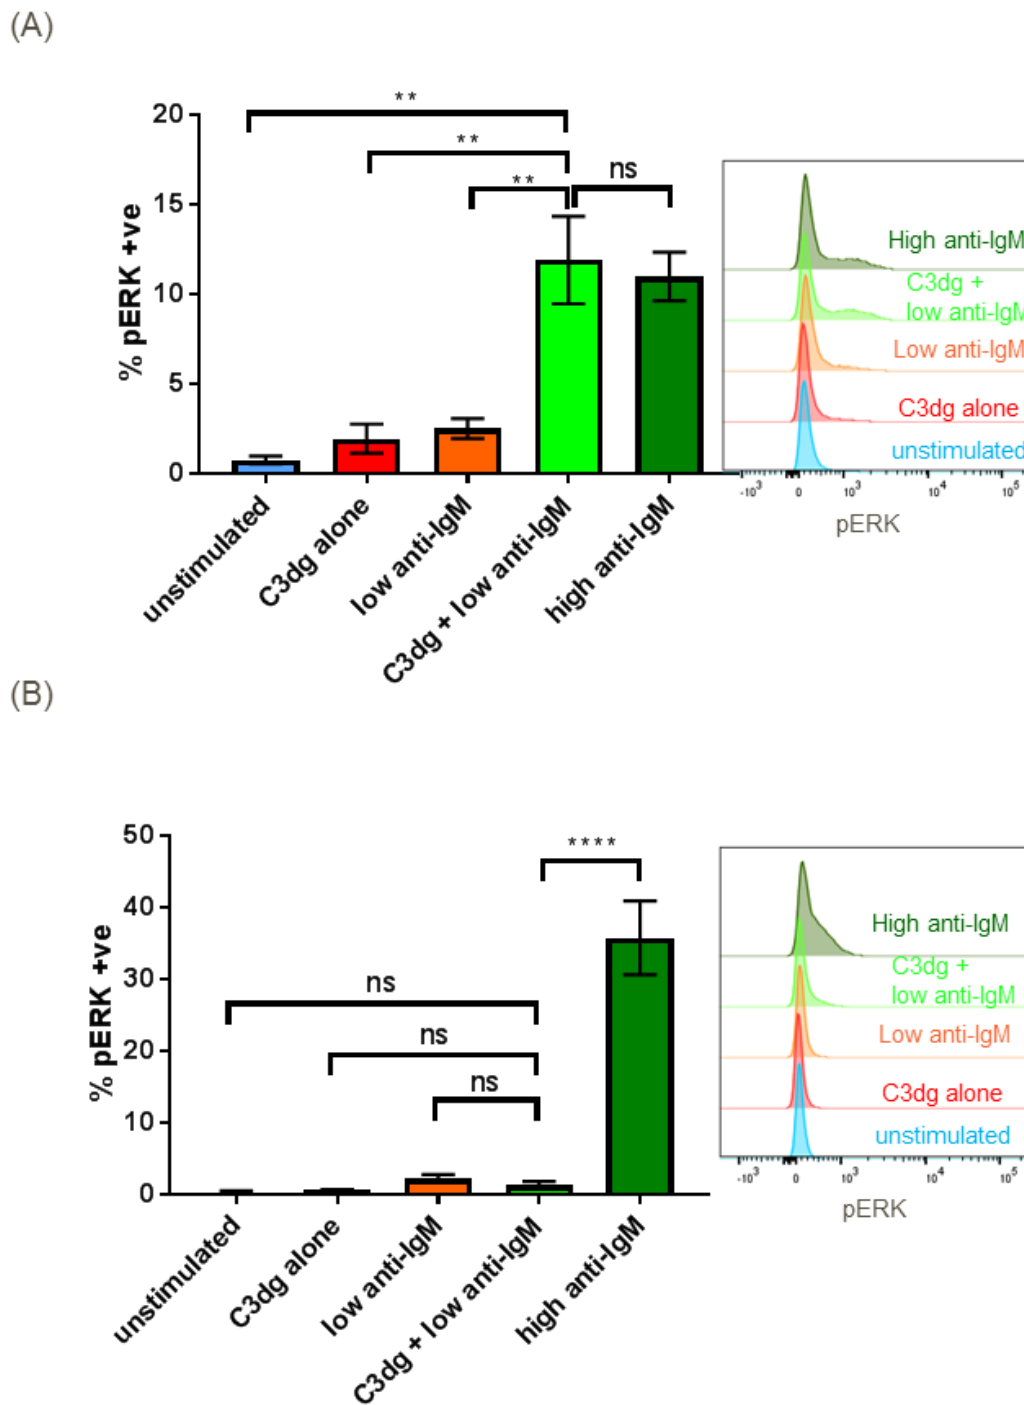 (A)
% pERK +ve
20
15
10
5
0
**
**
**
ns
unstimulated
C3dg alone
low anti-IgM
C3dg + low anti-IgM
high anti-IgM
High anti-IgM
C3dg +
low anti-IgM
Low anti-IgM
C3dg alone
unstimulated
-10³ 0 10³ 10⁴ 10⁵
pERK
(B)
% pERK +ve
50
40
30
20
10
0
****
ns
ns
ns
unstimulated
C3dg alone
low anti-IgM
C3dg + low anti-IgM
high anti-IgM
High anti-IgM
C3dg +
low anti-IgM
Low anti-IgM
C3dg alone
unstimulated
-10³ 0 10³ 10⁴ 10⁵
pERK